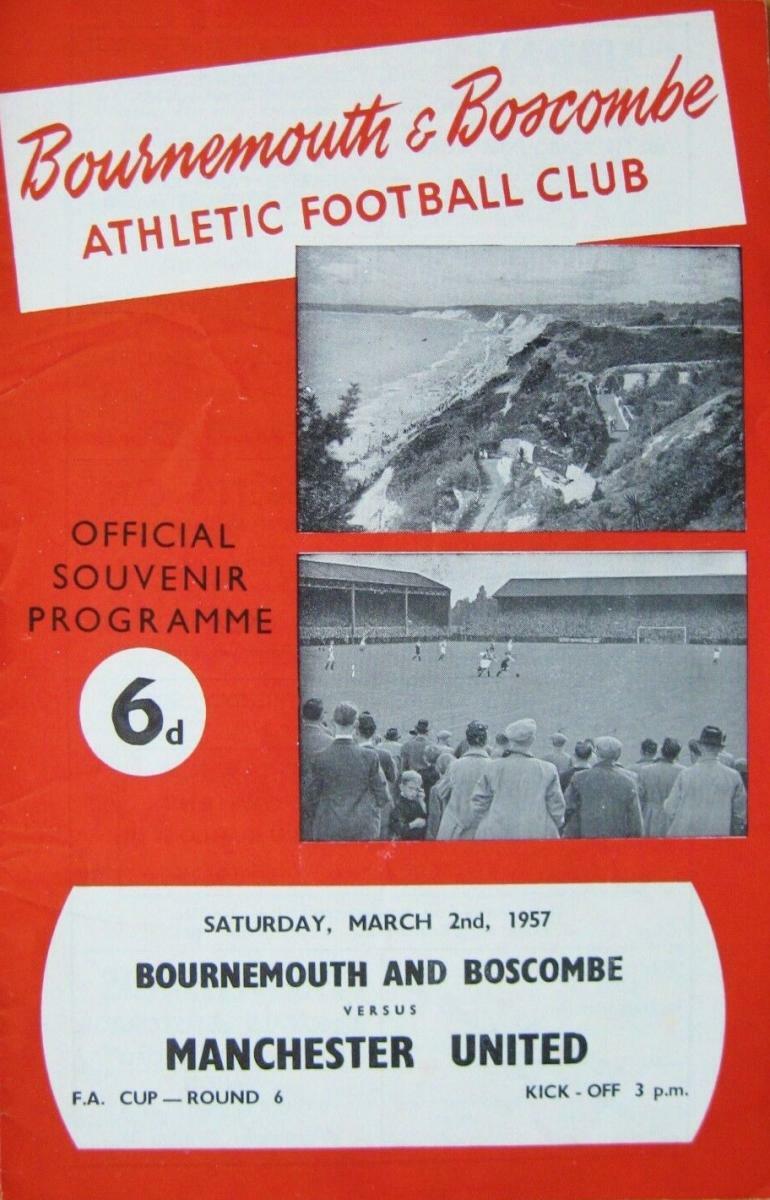 Bournemouth & Boscombe
ATHLETIC FOOTBALL CLUB
OFFICIAL
SOUVENIR
PROGRAMME
6d
SATURDAY, MARCH 2nd, 1957
BOURNEMOUTH AND BOSCOMBE
VERSUS
MANCHESTER UNITED
F.A. CUP — ROUND 6 KICK - OFF 3 p.m.